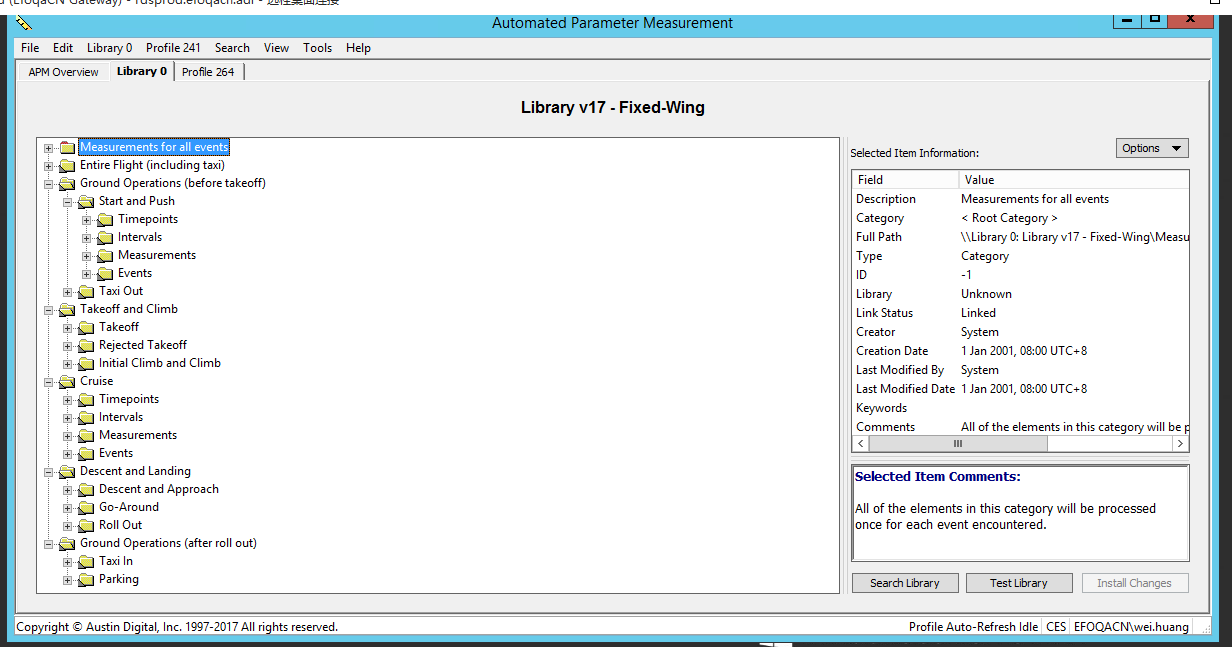 (EfoqaCN Gateway) - rdsprod.efoqacn.adi - 远程桌面连接
Automated Parameter Measurement
File Edit Library 0 Profile 241 Search View Tools Help
APM Overview Library 0 Profile 264
Library v17 - Fixed-Wing
Measurements for all events
Entire Flight (including taxi)
Ground Operations (before takeoff)
Start and Push
Timepoints
Intervals
Measurements
Events
Taxi Out
Takeoff and Climb
Takeoff
Rejected Takeoff
Initial Climb and Climb
Cruise
Timepoints
Intervals
Measurements
Events
Descent and Landing
Descent and Approach
Go-Around
Roll Out
Ground Operations (after roll out)
Taxi In
Parking
Selected Item Information:
Options
Field Value
Description Measurements for all events
Category < Root Category >
Full Path \\Library 0: Library v17 - Fixed-Wing\Measu
Type Category
ID -1
Library Unknown
Link Status Linked
Creator System
Creation Date 1 Jan 2001, 08:00 UTC+8
Last Modified By System
Last Modified Date 1 Jan 2001, 08:00 UTC+8
Keywords
Comments All of the elements in this category will be p
Selected Item Comments:
All of the elements in this category will be processed
once for each event encountered.
Search Library Test Library Install Changes
Copyright © Austin Digital, Inc. 1997-2017 All rights reserved.
Profile Auto-Refresh Idle CES EFOQACN\wei.huang